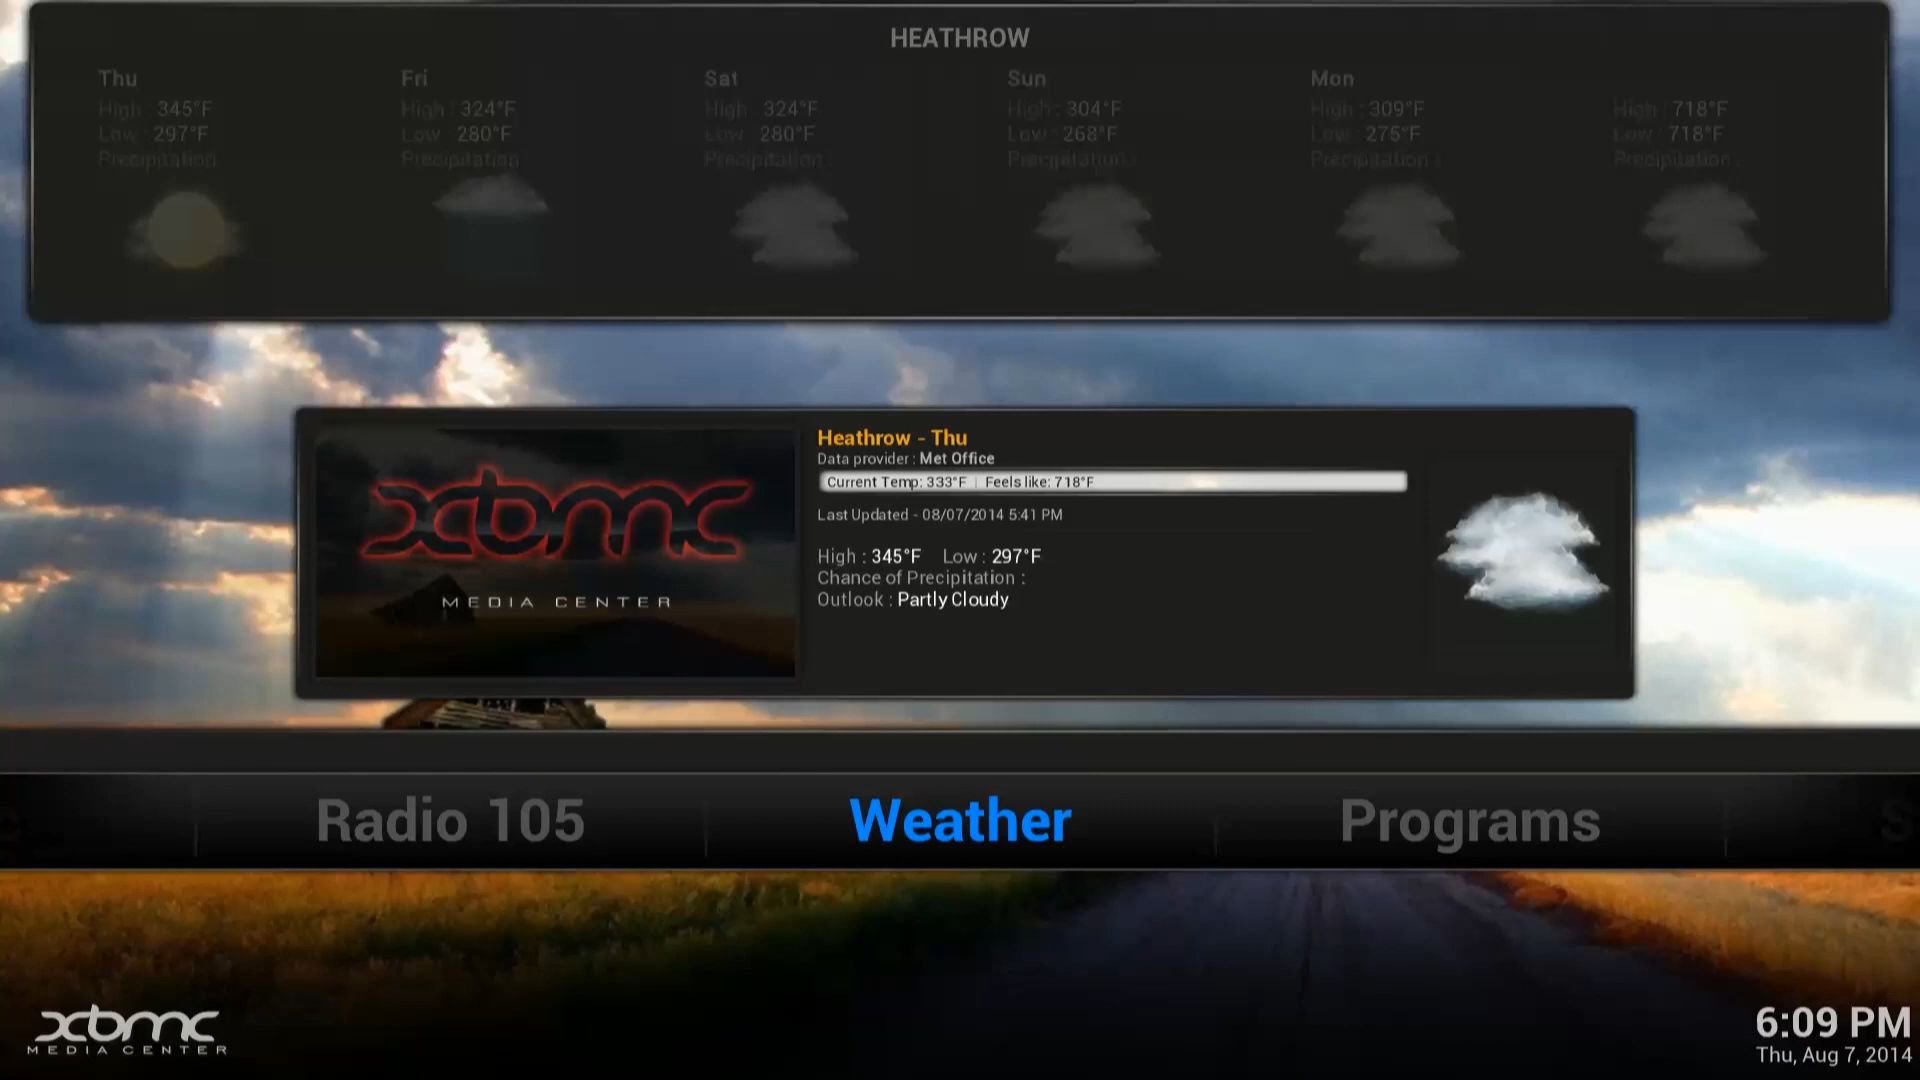 HEATHROW
Thu
High : 345°F
Low : 297°F
Precipitation
Fri
High : 324°F
Low : 280°F
Precipitation
Sat
High : 324°F
Low : 280°F
Precipitation :
Sun
High : 304°F
Low : 268°F
Precipitation :
Mon
High : 309°F
Low : 275°F
Precipitation :
High : 718°F
Low : 718°F
Precipitation :
xbmc
MEDIA CENTER
Heathrow - Thu
Data provider : Met Office
Current Temp: 333°F | Feels like: 718°F
Last Updated - 08/07/2014 5:41 PM
High : 345°F Low : 297°F
Chance of Precipitation :
Outlook : Partly Cloudy
Radio 105
Weather
Programs
S
xbmc
MEDIA CENTER
6:09 PM
Thu, Aug 7, 2014